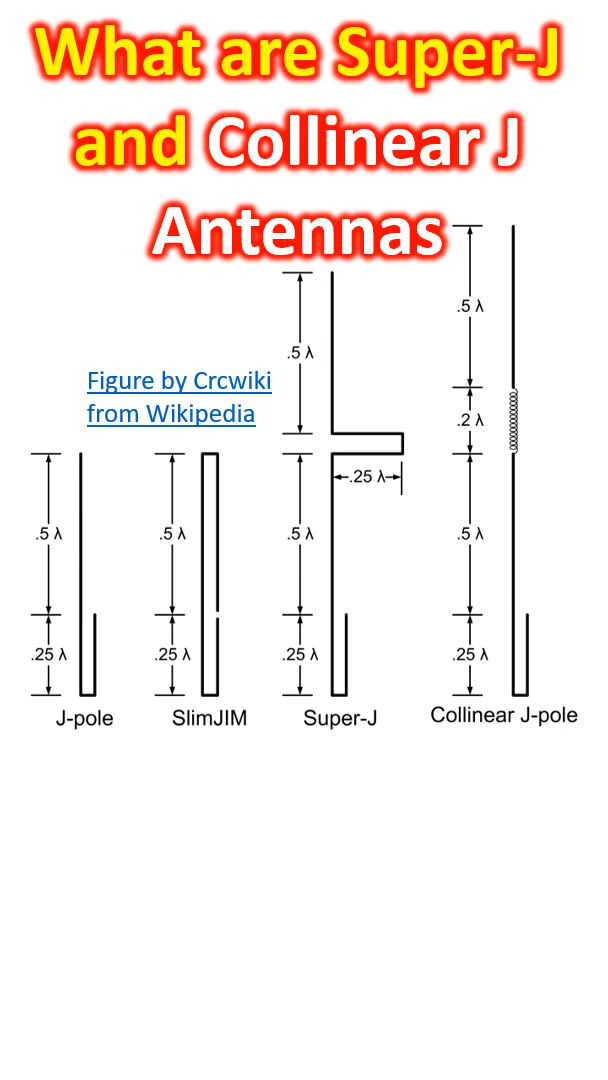 What are Super-J
and Collinear J
Antennas
Figure by Crcwiki
from Wikipedia
.5 λ
.25 λ
J-pole
.5 λ
.25 λ
SlimJIM
.5 λ
.25 λ
.5 λ
.25 λ
Super-J
.5 λ
.2 λ
.5 λ
.25 λ
Collinear J-pole